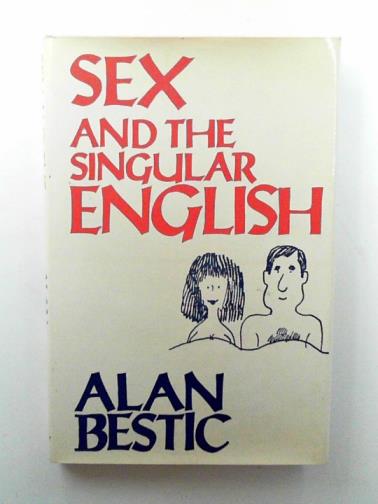 SEX
AND THE
SINGULAR
ENGLISH
ALAN
BESTIC